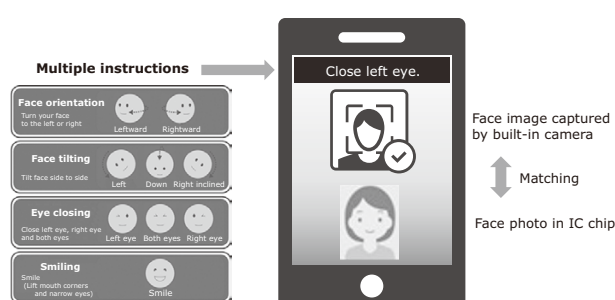 Multiple instructions
Face orientation
Turn your face
to the left or right
Leftward
Rightward
Face tilting
Tilt face side to side
Left
Down
Right inclined
Eye closing
Close left eye, right eye
and both eyes
Left eye
Both eyes
Right eye
Smiling
Smile
(Lift mouth corners
and narrow eyes)
Smile
Close left eye.
Face image captured
by built-in camera
Matching
Face photo in IC chip